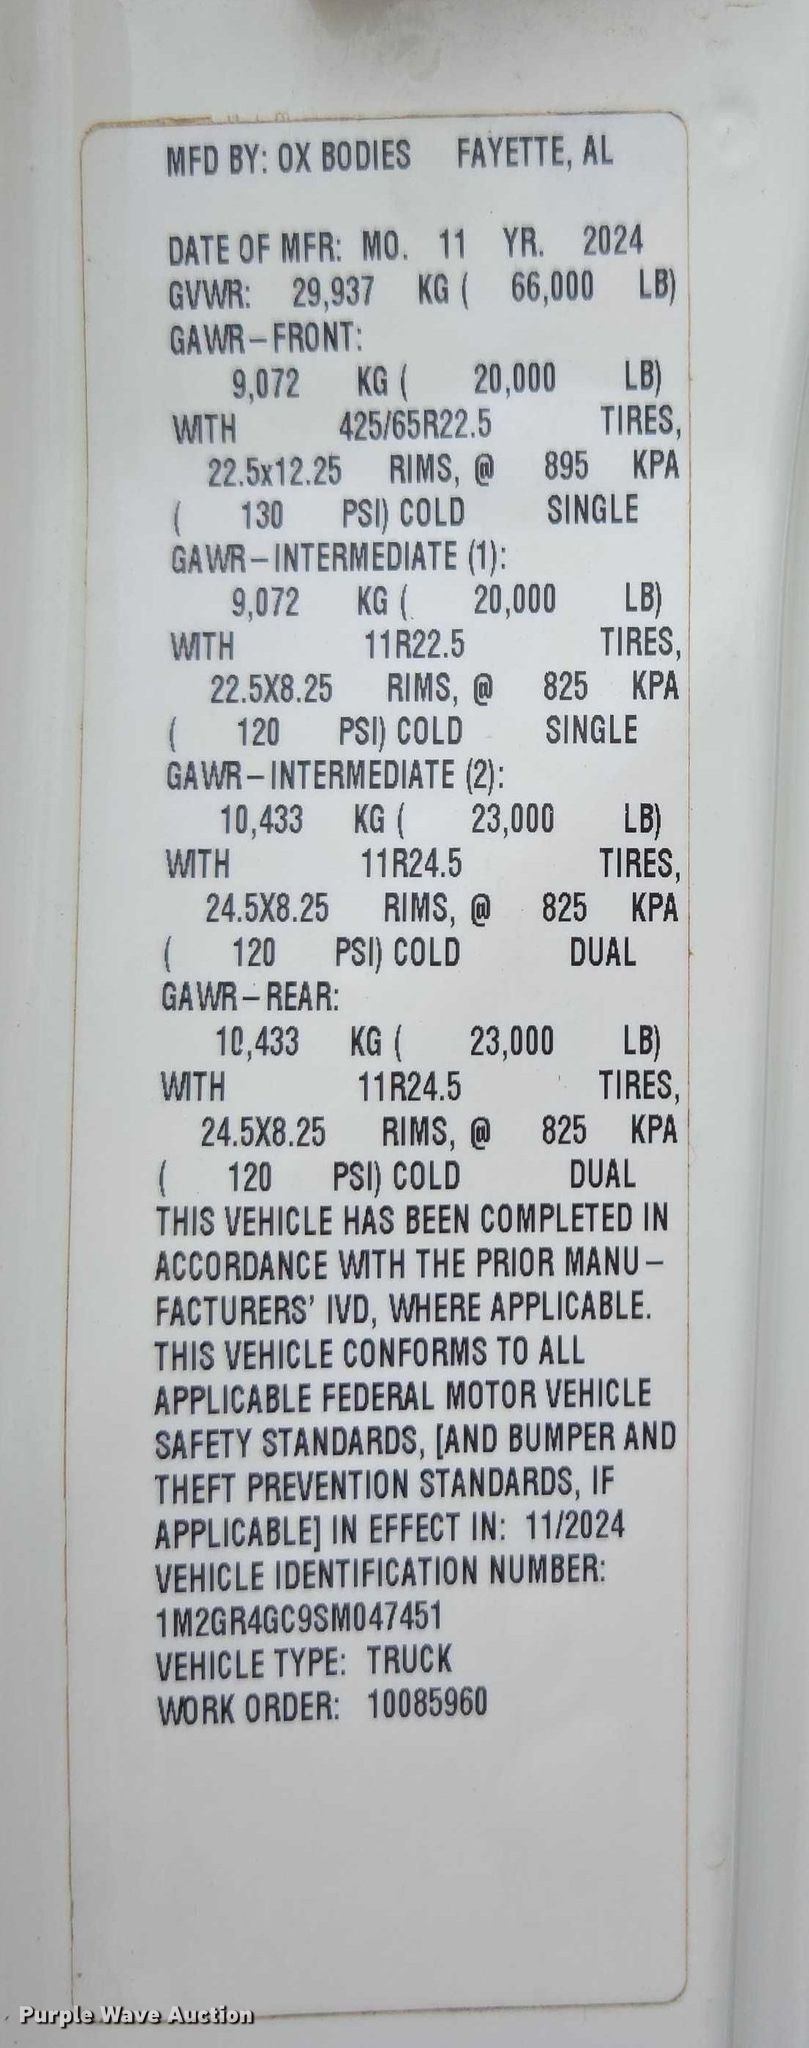 MFD BY: OX BODIES FAYETTE, AL
DATE OF MFR: MO. 11 YR. 2024
GVWR: 29,937 KG ( 66,000 LB)
GAWR-FRONT:
9,072 KG ( 20,000 LB)
WITH 425/65R22.5 TIRES,
22.5x12.25 RIMS, @ 895 KPA
( 130 PSI) COLD SINGLE
GAWR-INTERMEDIATE (1):
9,072 KG ( 20,000 LB)
WITH 11R22.5 TIRES,
22.5X8.25 RIMS, @ 825 KPA
( 120 PSI) COLD SINGLE
GAWR-INTERMEDIATE (2):
10,433 KG ( 23,000 LB)
WITH 11R24.5 TIRES,
24.5X8.25 RIMS, @ 825 KPA
( 120 PSI) COLD DUAL
GAWR-REAR:
10,433 KG ( 23,000 LB)
WITH 11R24.5 TIRES,
24.5X8.25 RIMS, @ 825 KPA
( 120 PSI) COLD DUAL
THIS VEHICLE HAS BEEN COMPLETED IN
ACCORDANCE WITH THE PRIOR MANU-
FACTURERS' IVD, WHERE APPLICABLE.
THIS VEHICLE CONFORMS TO ALL
APPLICABLE FEDERAL MOTOR VEHICLE
SAFETY STANDARDS, [AND BUMPER AND
THEFT PREVENTION STANDARDS, IF
APPLICABLE] IN EFFECT IN: 11/2024
VEHICLE IDENTIFICATION NUMBER:
1M2GR4GC9SM047451
VEHICLE TYPE: TRUCK
WORK ORDER: 10085960
Purple Wave Auction